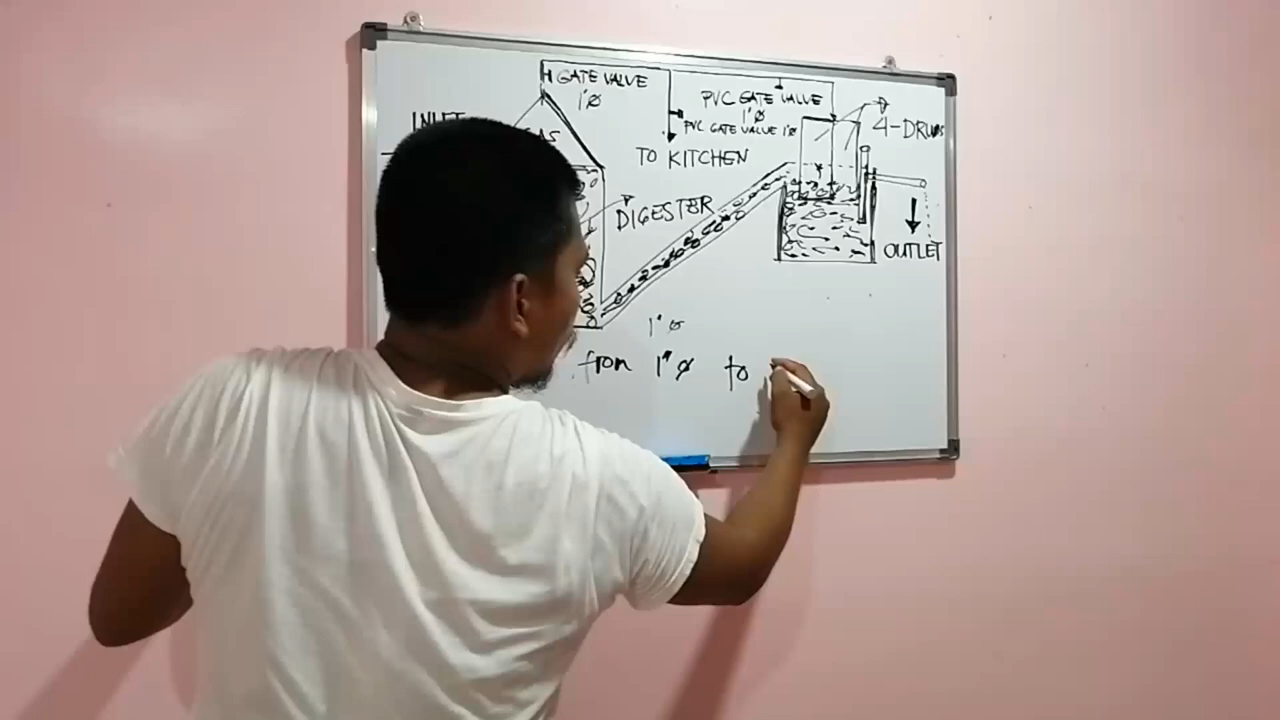 GATE VALVE
1"Ø
PVC GATE VALVE
1"Ø
PVC GATE VALVE 1"Ø
4-DRUMS
INLET
GAS
TO KITCHEN
DIGESTER
OUTLET
1"Ø
from 1"Ø to